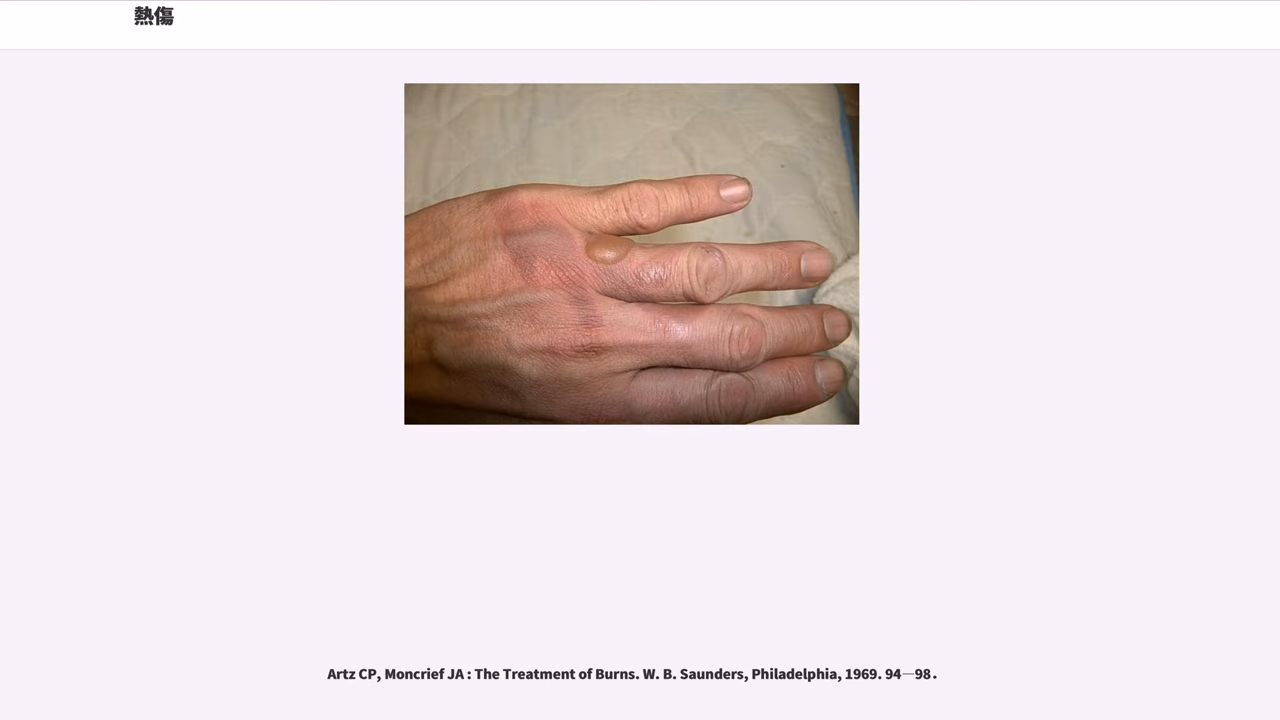 熱傷
Artz CP, Moncrief JA : The Treatment of Burns. W. B. Saunders, Philadelphia, 1969. 94―98．